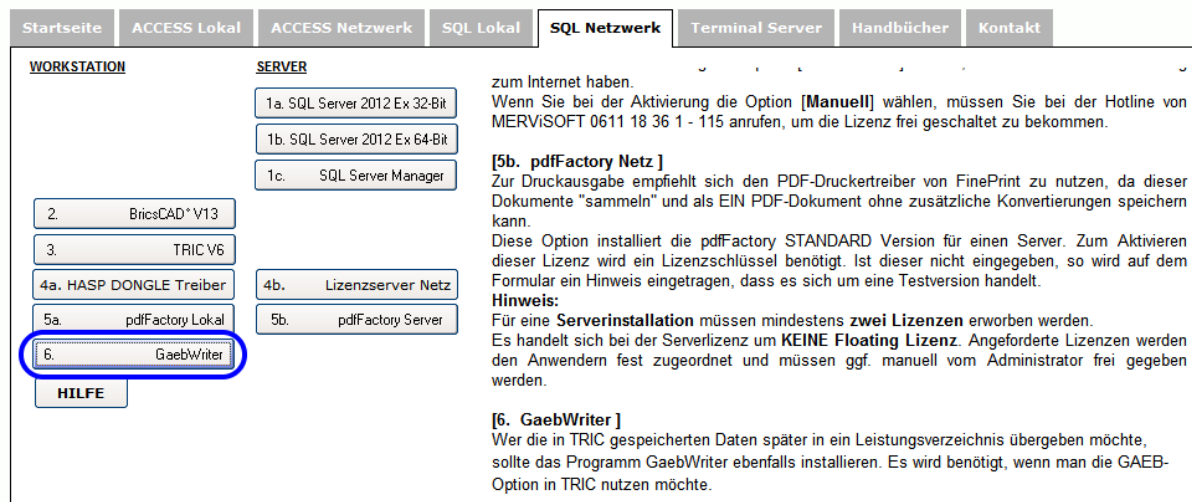 Startseite ACCESS Lokal ACCESS Netzwerk SQL Lokal SQL Netzwerk Terminal Server Handbücher Kontakt
WORKSTATION
SERVER
1a. SQL Server 2012 Ex 32-Bit
1b. SQL Server 2012 Ex 64-Bit
1c. SQL Server Manager
2. BricsCAD* V13
3. TRIC V6
4a. HASP DONGLE Treiber
4b. Lizenzserver Netz
5a. pdfFactory Lokal
5b. pdfFactory Server
6. GaebWriter
HILFE
zum Internet haben.
Wenn Sie bei der Aktivierung die Option [Manuell] wählen, müssen Sie bei der Hotline von
MERViSOFT 0611 18 36 1 - 115 anrufen, um die Lizenz frei geschaltet zu bekommen.
[5b. pdfFactory Netz ]
Zur Druckausgabe empfiehlt sich den PDF-Druckertreiber von FinePrint zu nutzen, da dieser
Dokumente "sammeln" und als EIN PDF-Dokument ohne zusätzliche Konvertierungen speichern
kann.
Diese Option installiert die pdfFactory STANDARD Version für einen Server. Zum Aktivieren
dieser Lizenz wird ein Lizenzschlüssel benötigt. Ist dieser nicht eingegeben, so wird auf dem
Formular ein Hinweis eingetragen, dass es sich um eine Testversion handelt.
Hinweis:
Für eine Serverinstallation müssen mindestens zwei Lizenzen erworben werden.
Es handelt sich bei der Serverlizenz um KEINE Floating Lizenz. Angeforderte Lizenzen werden
den Anwendern fest zugeordnet und müssen ggf. manuell vom Administrator frei gegeben
werden.
[6. GaebWriter ]
Wer die in TRIC gespeicherten Daten später in ein Leistungsverzeichnis übergeben möchte,
sollte das Programm GaebWriter ebenfalls installieren. Es wird benötigt, wenn man die GAEB-
Option in TRIC nutzen möchte.